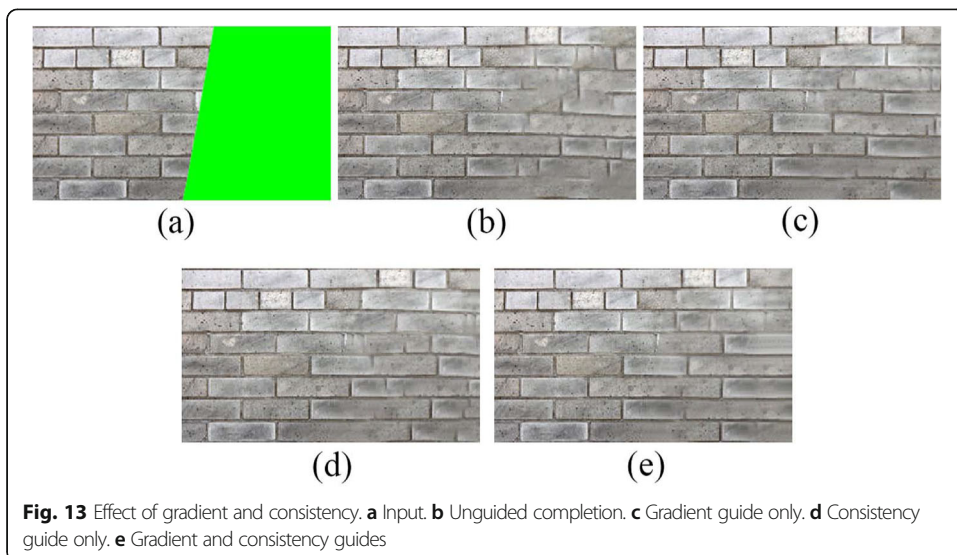 (a)
(b)
(c)
(d)
(e)
Fig. 13 Effect of gradient and consistency. a Input. b Unguided completion. c Gradient guide only. d Consistency
guide only. e Gradient and consistency guides